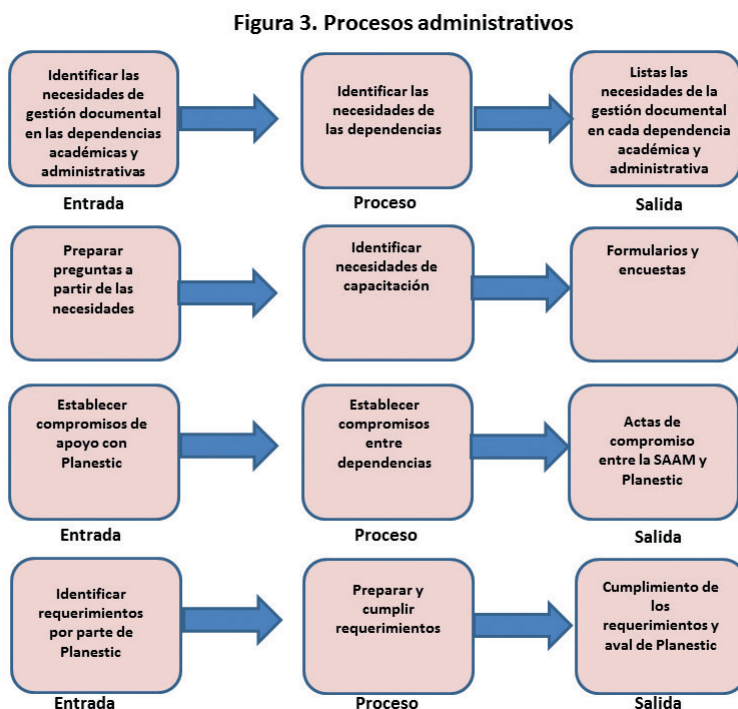 Figura 3. Procesos administrativos
Identificar las
necesidades de
gestión documental
en las dependencias
académicas y
administrativas
Identificar las
necesidades de
las dependencias
Listas las
necesidades de la
gestión documental
en cada dependencia
académica y
administrativa
Entrada
Proceso
Salida
Preparar
preguntas a
partir de las
necesidades
Identificar
necesidades de
capacitación
Formularios y
encuestas
Establecer
compromisos de
apoyo con
Planestic
Establecer
compromisos
entre
dependencias
Actas de
compromiso
entre la SAAM y
Planestic
Entrada
Proceso
Salida
Identificar
requerimientos
por parte de
Planestic
Preparar y
cumplir
requerimientos
Cumplimiento de
los
requerimientos y
aval de Planestic
Entrada
Proceso
Salida